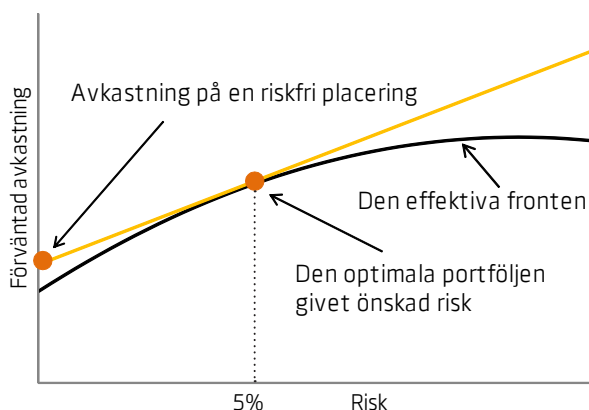 Förväntad avkastning
Avkastning på en riskfri placering
Den effektiva fronten
Den optimala portföljen
givet önskad risk
5%
Risk